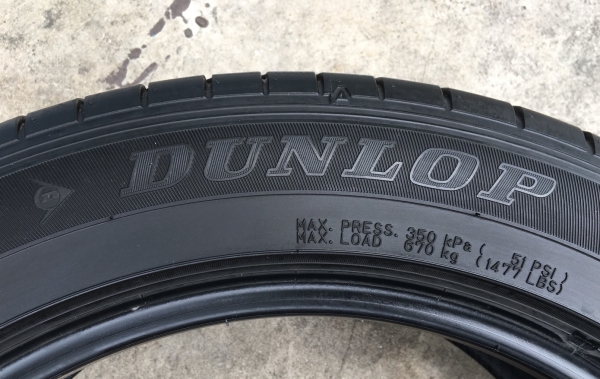 DUNLOP
MAX. PRESS. 350 kPa ( 51 PSI )
MAX. LOAD 670 kg ( 1477 LBS)